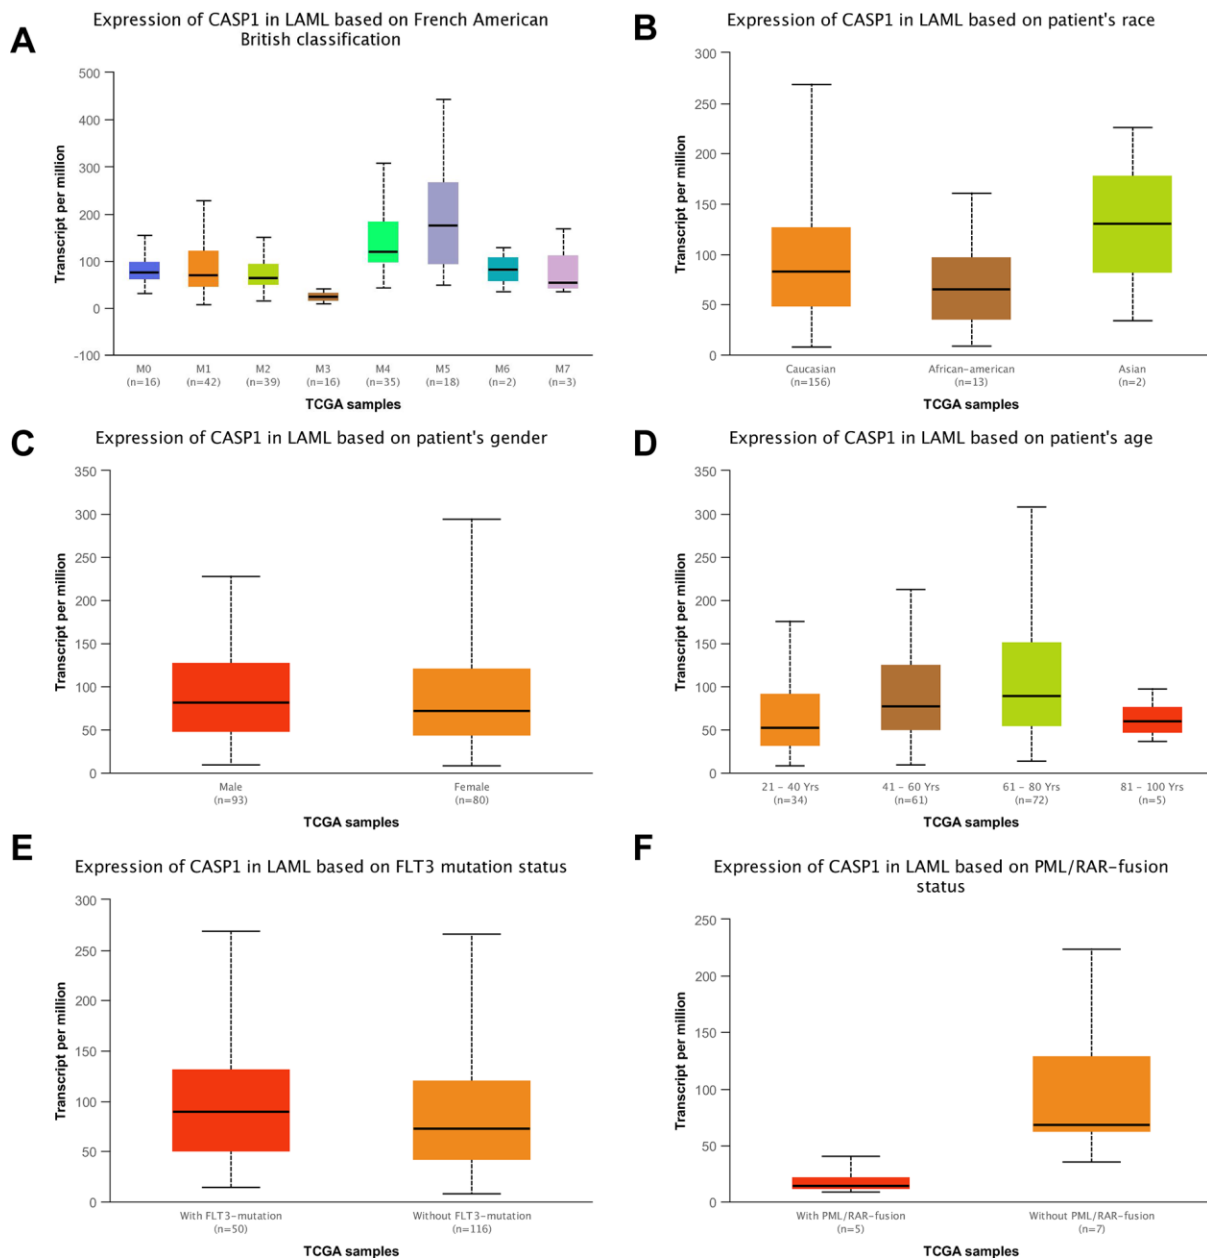 A
Expression of CASP1 in LAML based on French American
British classification
Transcript per million
500
400
300
200
100
0
-100
M0 M1 M2 M3 M4 M5 M6 M7
(n=16) (n=42) (n=39) (n=16) (n=35) (n=18) (n=2) (n=3)
TCGA samples
B
Expression of CASP1 in LAML based on patient's race
Transcript per million
300
250
200
150
100
50
0
Caucasian African-american Asian
(n=156) (n=13) (n=2)
TCGA samples
C
Expression of CASP1 in LAML based on patient's gender
Transcript per million
350
300
250
200
150
100
50
0
Male Female
(n=93) (n=80)
TCGA samples
D
Expression of CASP1 in LAML based on patient's age
Transcript per million
350
300
250
200
150
100
50
0
21 – 40 Yrs 41 – 60 Yrs 61 – 80 Yrs 81 – 100 Yrs
(n=34) (n=61) (n=72) (n=5)
TCGA samples
E
Expression of CASP1 in LAML based on FLT3 mutation status
Transcript per million
300
250
200
150
100
50
0
With FLT3-mutation Without FLT3-mutation
(n=50) (n=116)
TCGA samples
F
Expression of CASP1 in LAML based on PML/RAR-fusion
status
Transcript per million
250
200
150
100
50
0
With PML/RAR-fusion Without PML/RAR-fusion
(n=5) (n=7)
TCGA samples